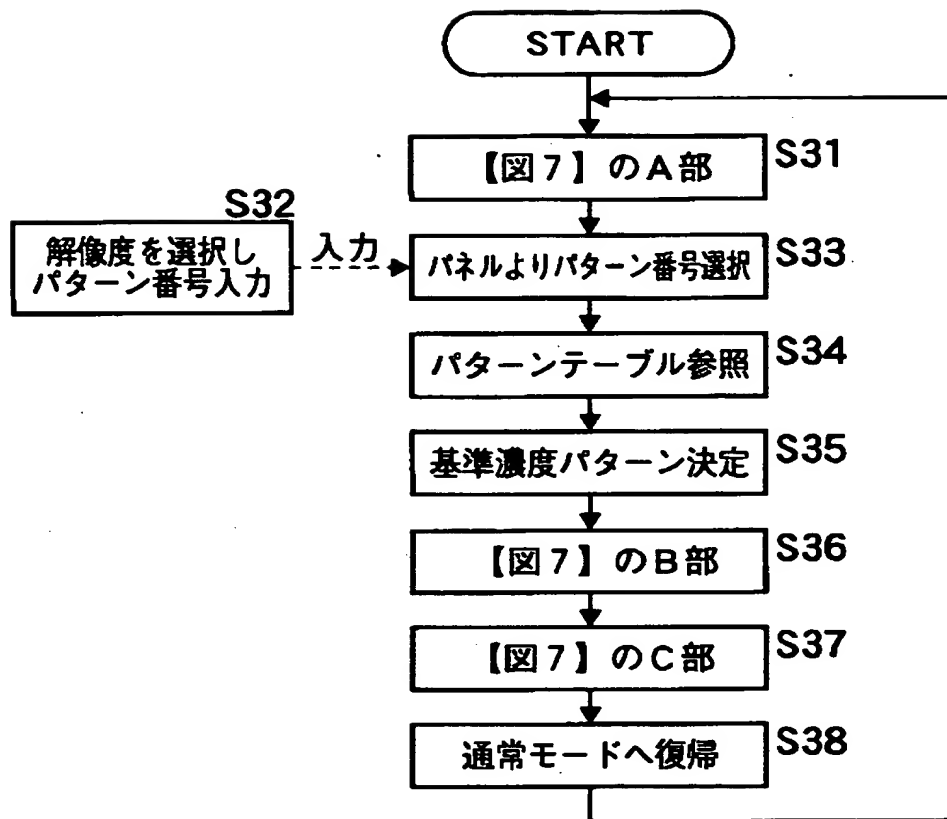 START
【図7】のA部
S31
S32
解像度を選択し
パターン番号入力
入力
パネルよりパターン番号選択
S33
パターンテーブル参照
S34
基準濃度パターン決定
S35
【図7】のB部
S36
【図7】のC部
S37
通常モードへ復帰
S38